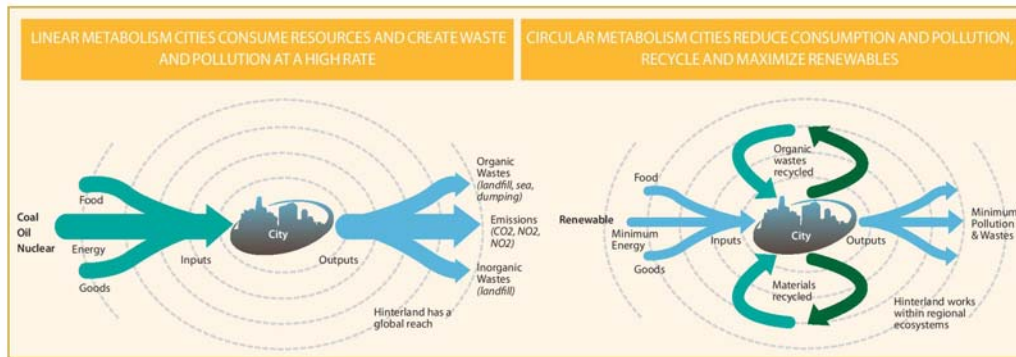 LINEAR METABOLISM CITIES CONSUME RESOURCES AND CREATE WASTE
AND POLLUTION AT A HIGH RATE
Food
Coal
Oil
Nuclear
Energy
Goods
Inputs
City
Outputs
Organic
Wastes
(landfill, sea,
dumping)
Emissions
(CO2, NO2,
NO2)
Inorganic
Wastes
(landfill)
Hinterland has a
global reach
CIRCULAR METABOLISM CITIES REDUCE CONSUMPTION AND POLLUTION,
RECYCLE AND MAXIMIZE RENEWABLES
Organic
wastes
recycled
Food
Renewable
Minimum
Energy
Goods
Inputs
City
Outputs
Minimum
Pollution
& Wastes
Materials
recycled
Hinterland works
within regional
ecosystems